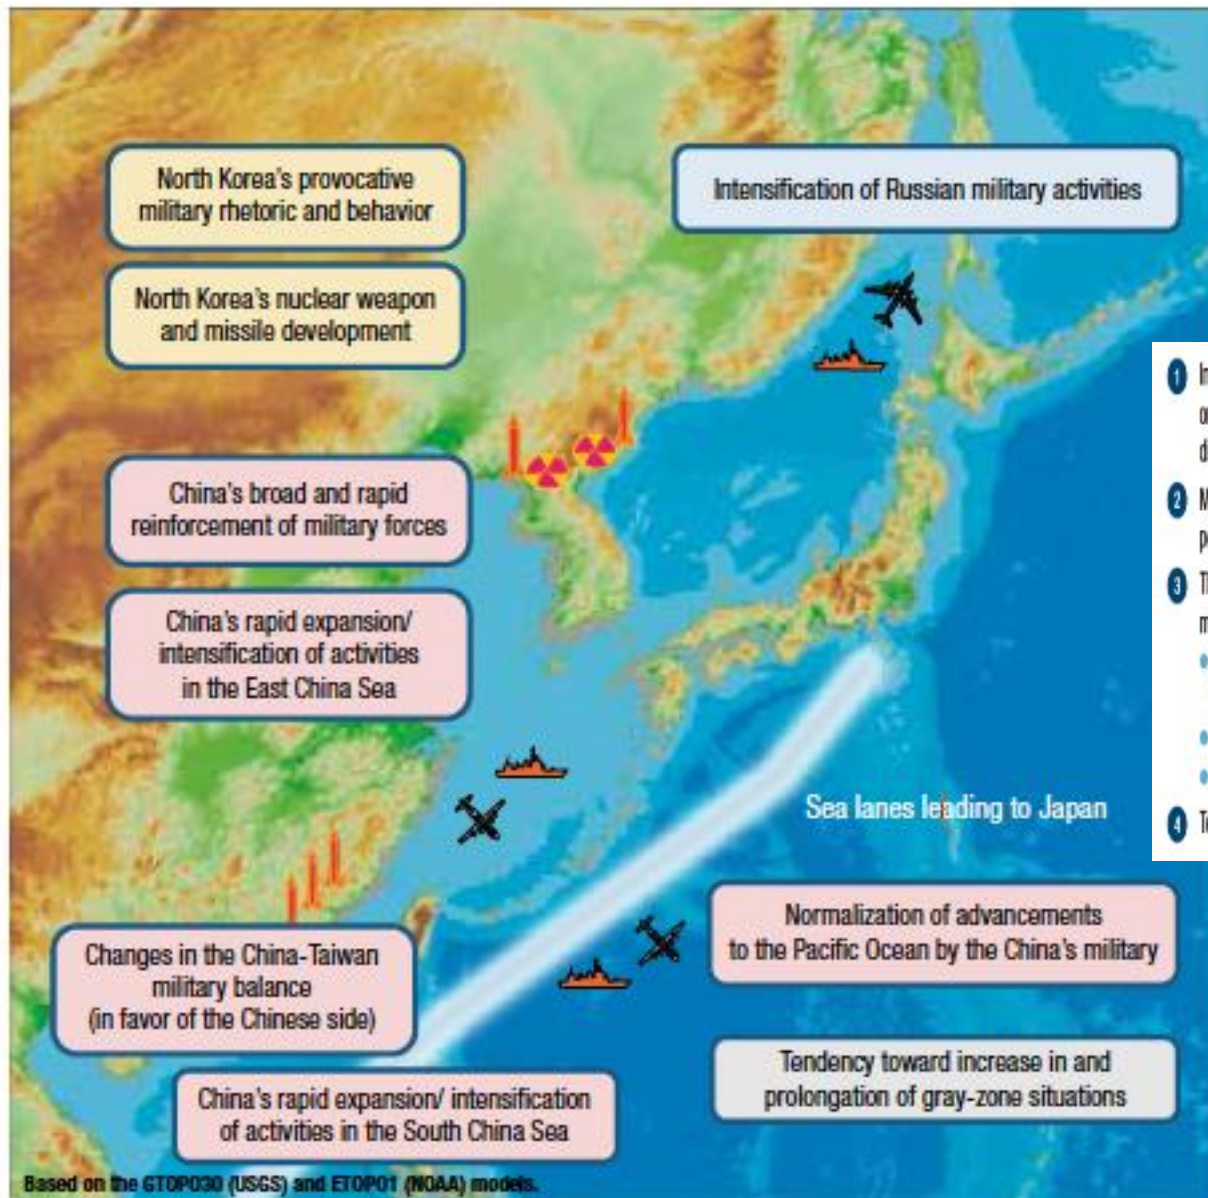 North Korea's provocative
military rhetoric and behavior
Intensification of Russian military activities
North Korea's nuclear weapon
and missile development
China's broad and rapid
reinforcement of military forces
China's rapid expansion/
intensification of activities
in the East China Sea
Sea lanes leading to Japan
Changes in the China-Taiwan
military balance
(in favor of the Chinese side)
Normalization of advancements
to the Pacific Ocean by the China's military
China's rapid expansion/ intensification
of activities in the South China Sea
Tendency toward increase in and
prolongation of gray-zone situations
Based on the GTOPO30 (USGS) and ETOPO1 (NOAA) models.
1
2
3
4